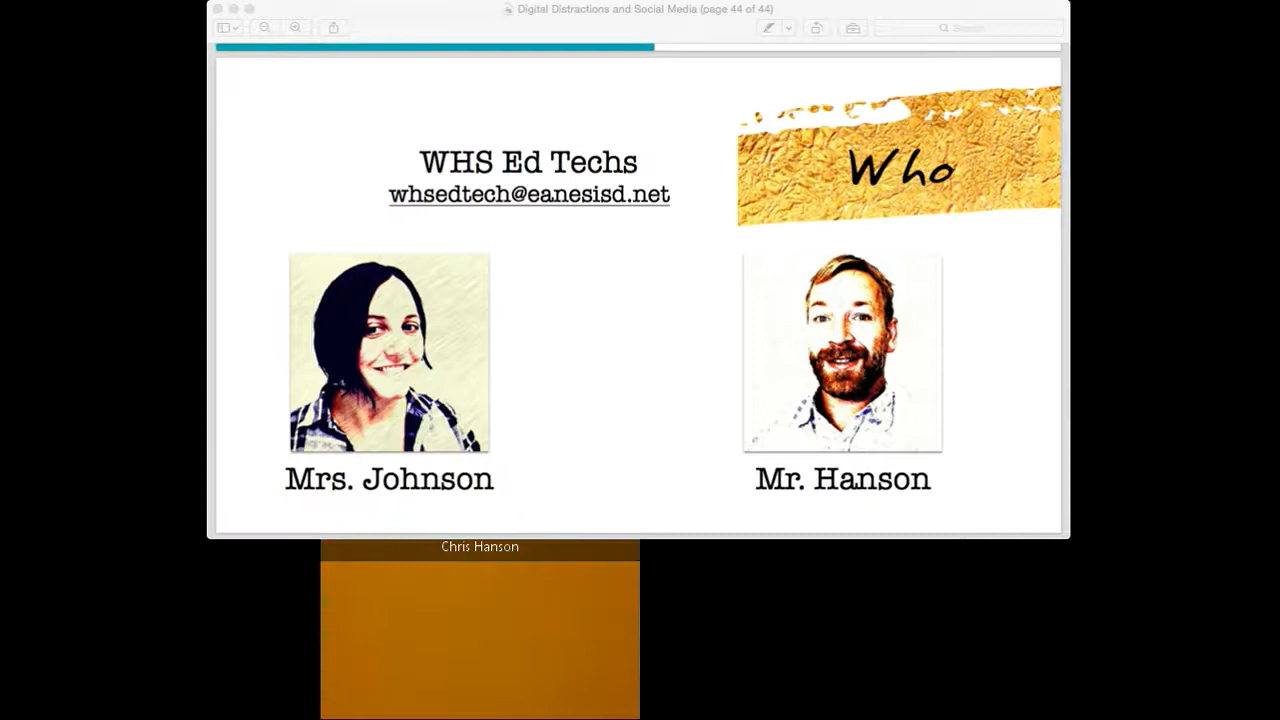 Digital Distractions and Social Media (page 44 of 44)
Search
WHS Ed Techs
whsedtech@eanesisd.net
Who
Mrs. Johnson
Mr. Hanson
Chris Hanson